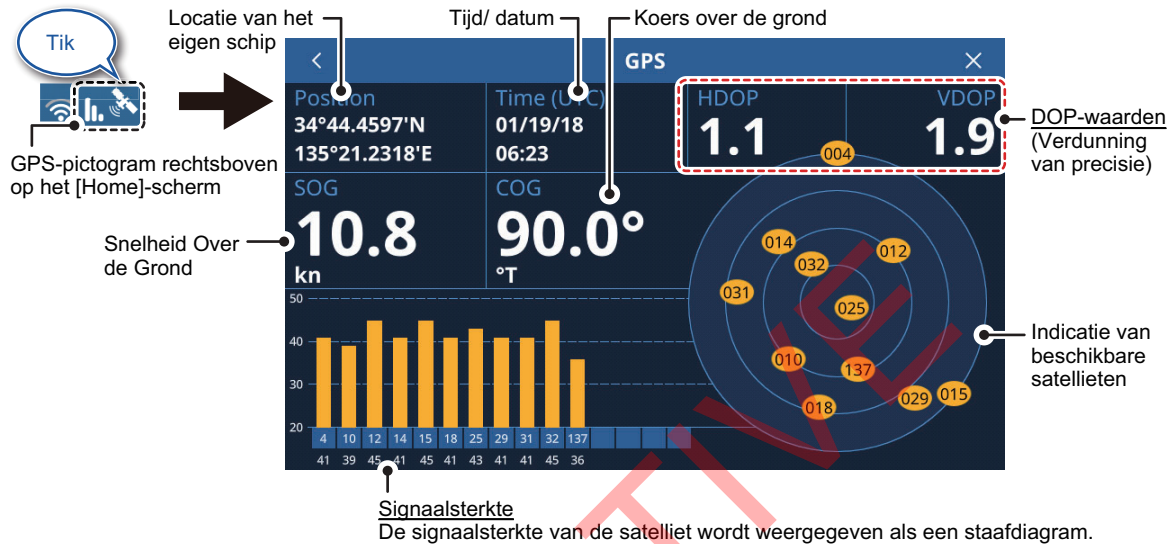 Locatie van het
eigen schip
Tijd/ datum
Koers over de grond
Tik
GPS
Position
34°44.4597'N
135°21.2318'E
Time (UTC)
01/19/18
06:23
HDOP
1.1
VDOP
1.9
DOP-waarden
(Verdunning
van precisie)
GPS-pictogram rechtsboven
op het [Home]-scherm
SOG
10.8
kn
COG
90.0°
°T
Snelheid Over
de Grond
004
014
012
032
031
025
010
137
018
029
015
Indicatie van
beschikbare
satellieten
50
40
30
20
4 10 12 14 15 18 25 29 31 32 137
41 39 45 41 45 41 43 41 41 45 36
Signaalsterkte
De signaalsterkte van de satelliet wordt weergegeven als een staafdiagram.
TIVE